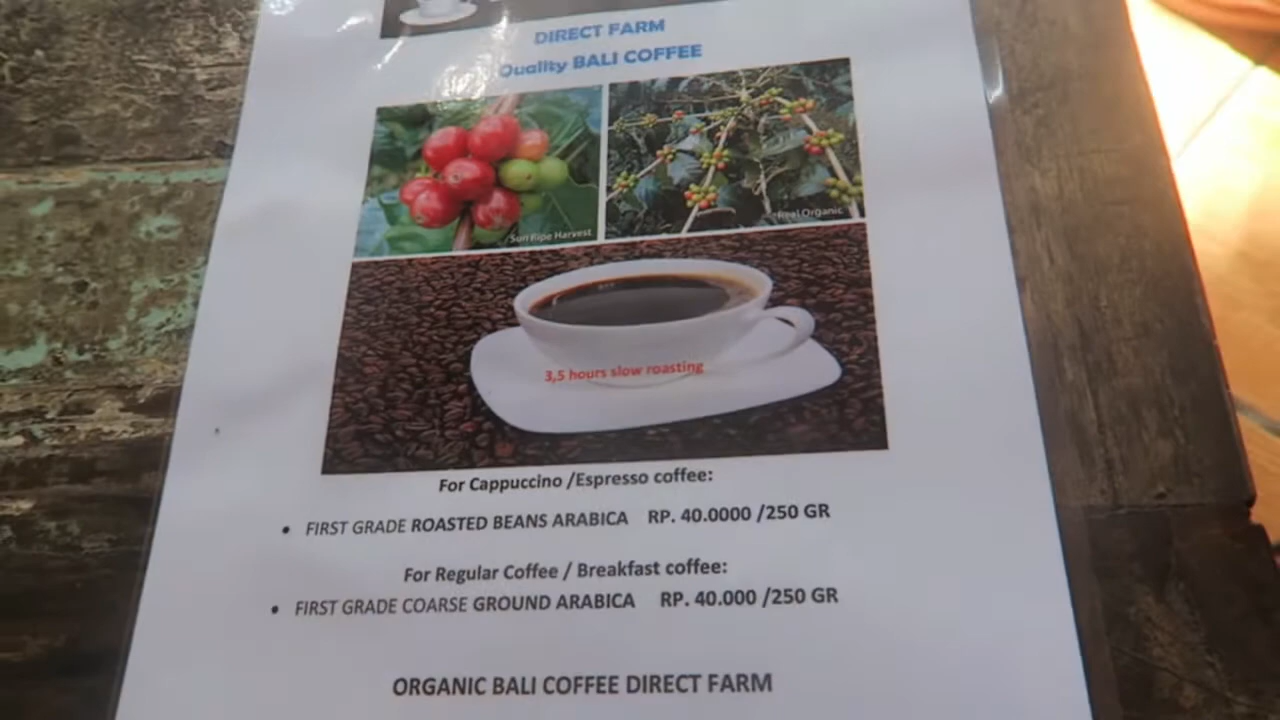 DIRECT FARM
Quality BALI COFFEE
Sun Ripe Harvest
Real Organic
3,5 hours slow roasting
For Cappuccino /Espresso coffee:
• FIRST GRADE ROASTED BEANS ARABICA RP. 40.0000 /250 GR
For Regular Coffee / Breakfast coffee:
• FIRST GRADE COARSE GROUND ARABICA RP. 40.000 /250 GR
ORGANIC BALI COFFEE DIRECT FARM